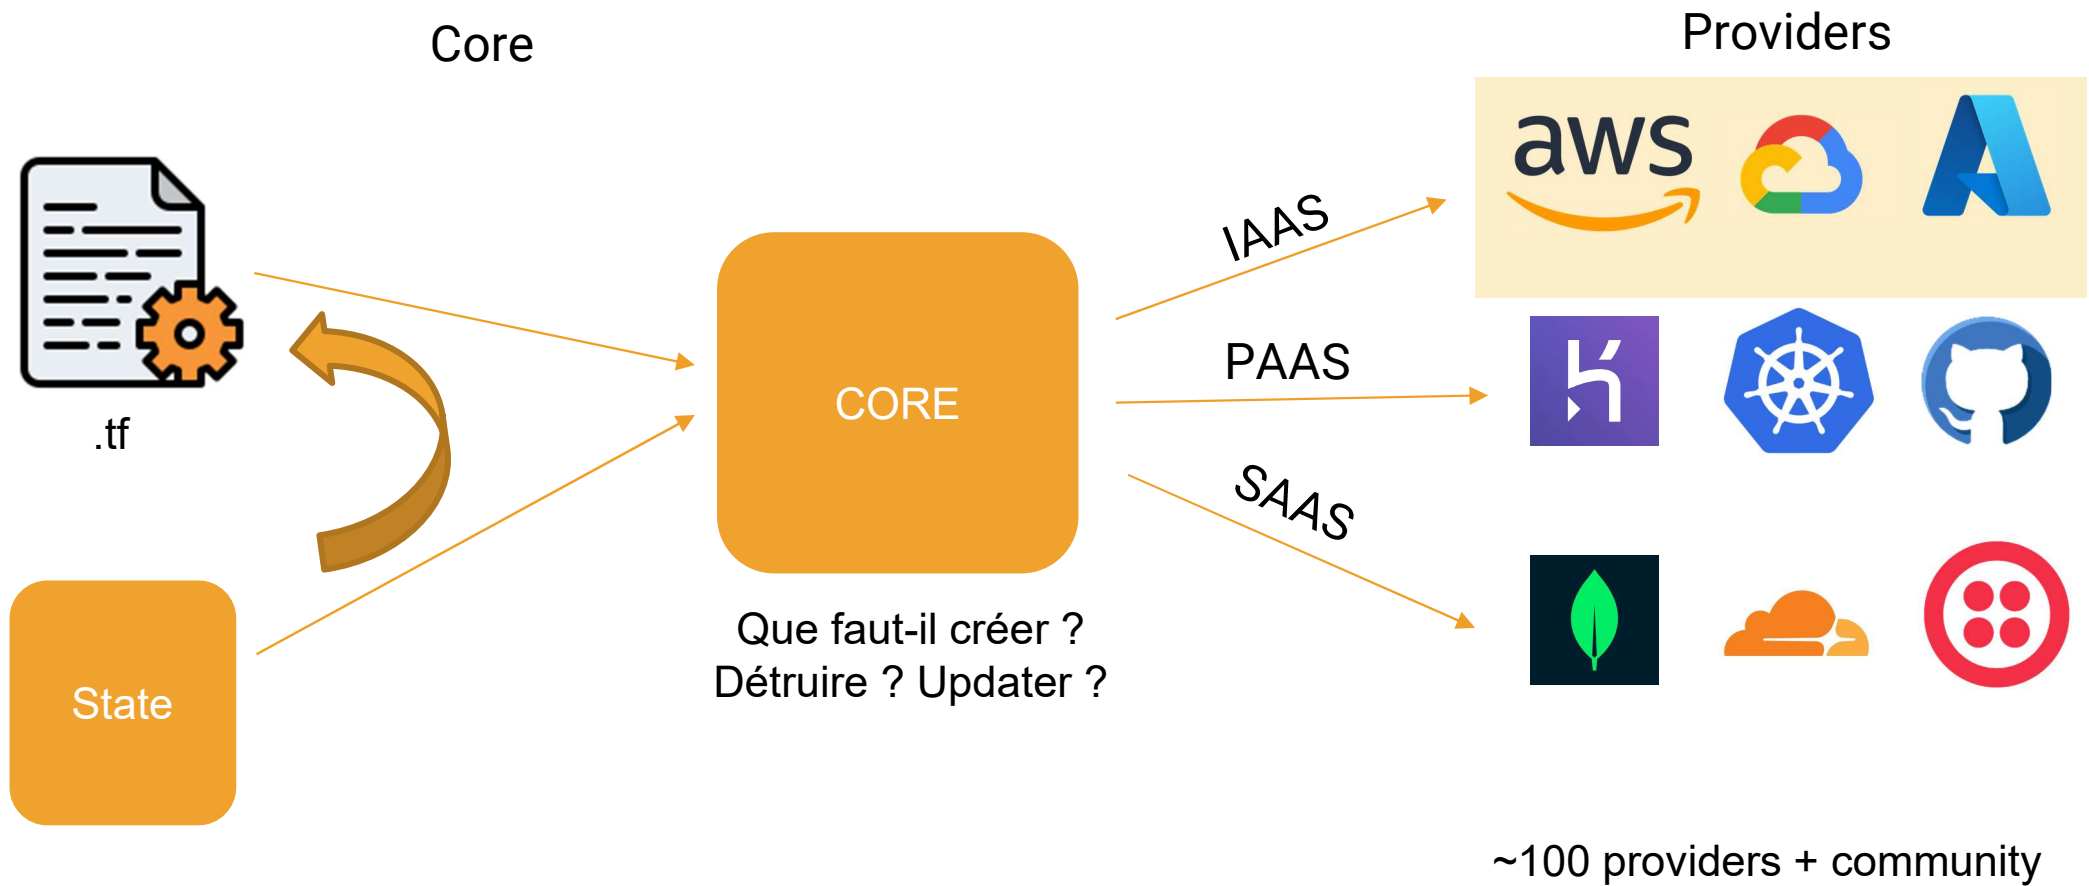 Core
Providers
aws
.tf
State
CORE
Que faut-il créer ?
Détruire ? Updater ?
IAAS
PAAS
SAAS
~100 providers + community